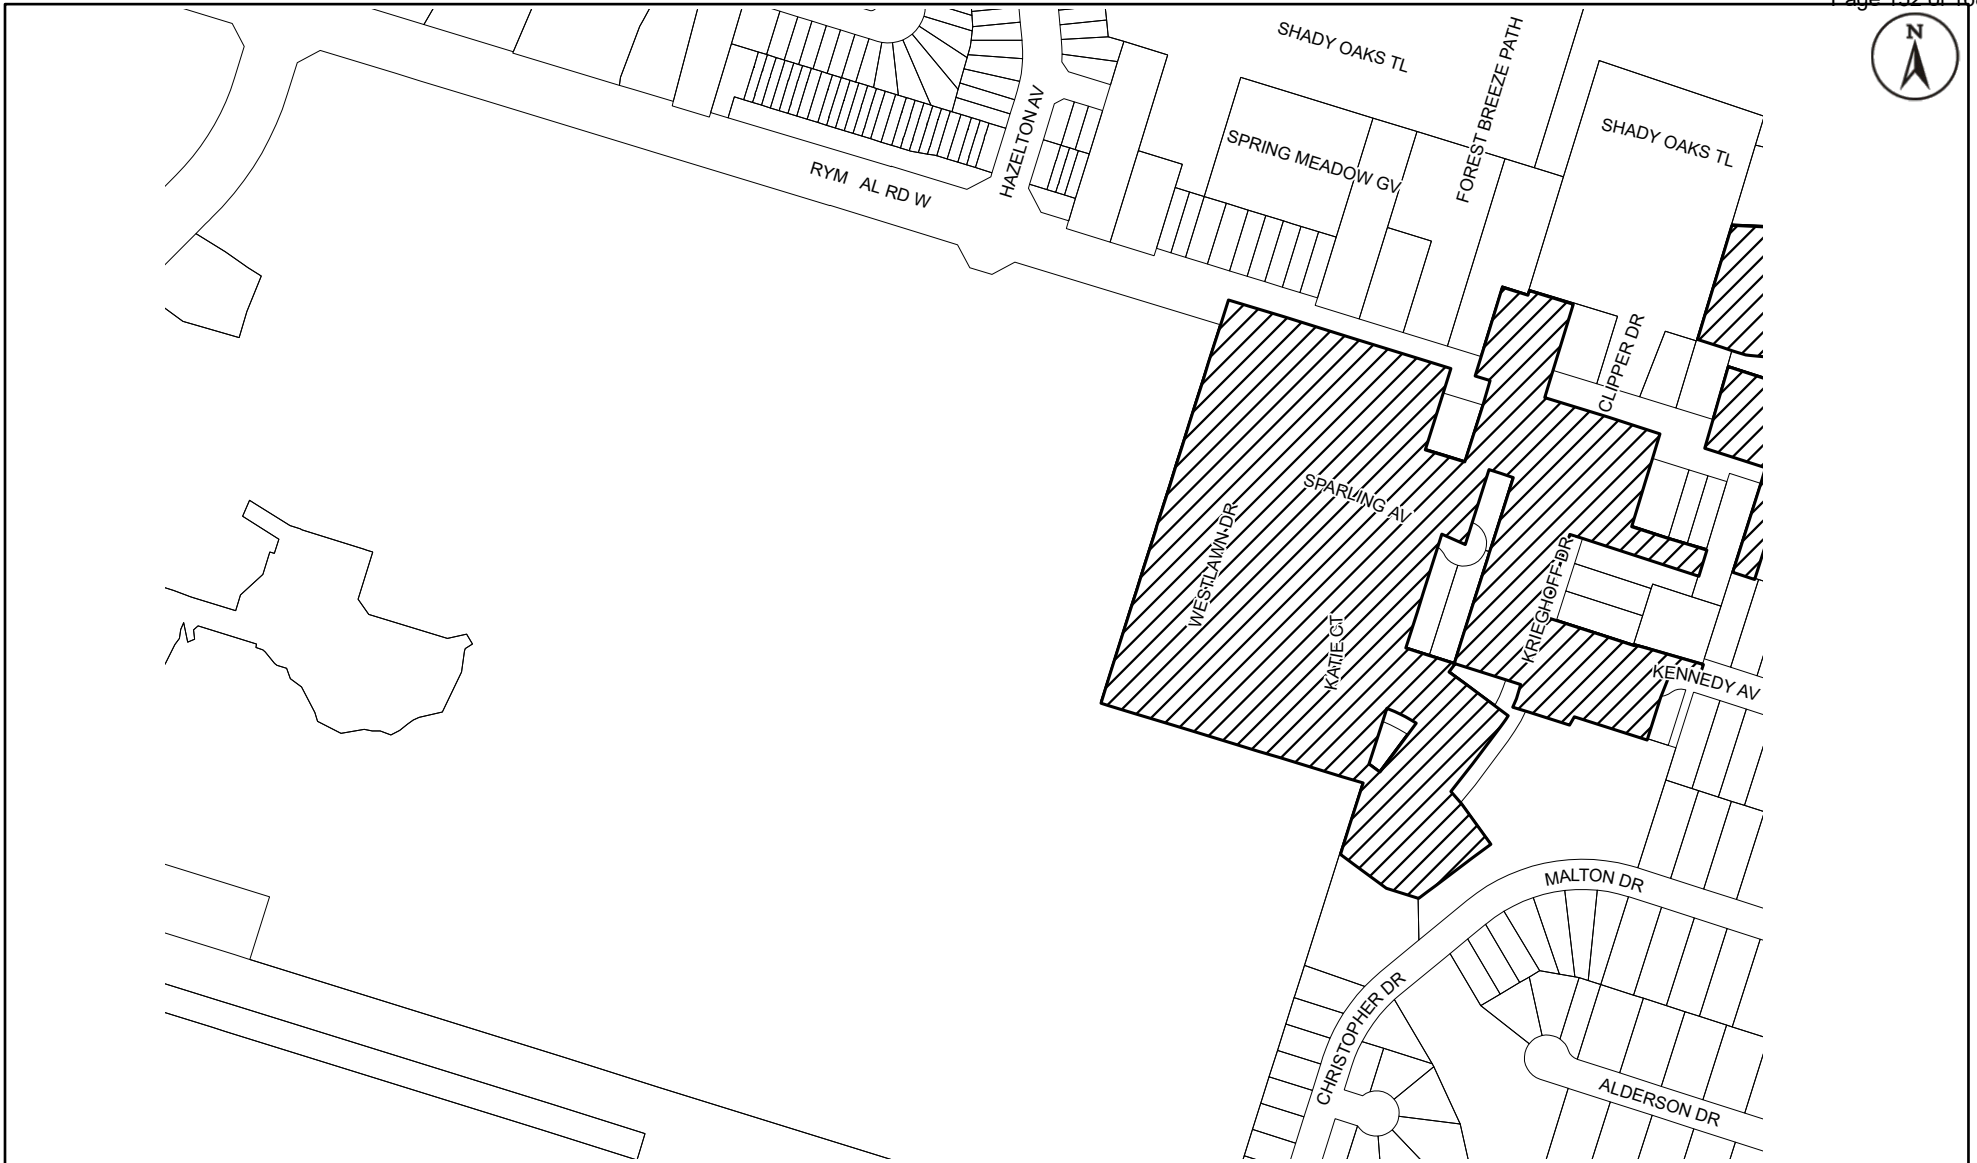 N
SHADY OAKS TL
FOREST BREEZE PATH
HAZELTON AV
SHADY OAKS TL
SPRING MEADOW GV
RYM AL RD W
CLIPPER DR
SPARLING AV
WESTLAWN DR
KRIEGHOFF DR
KATIE CT
KENNEDY AV
MALTON DR
CHRISTOPHER DR
ALDERSON DR